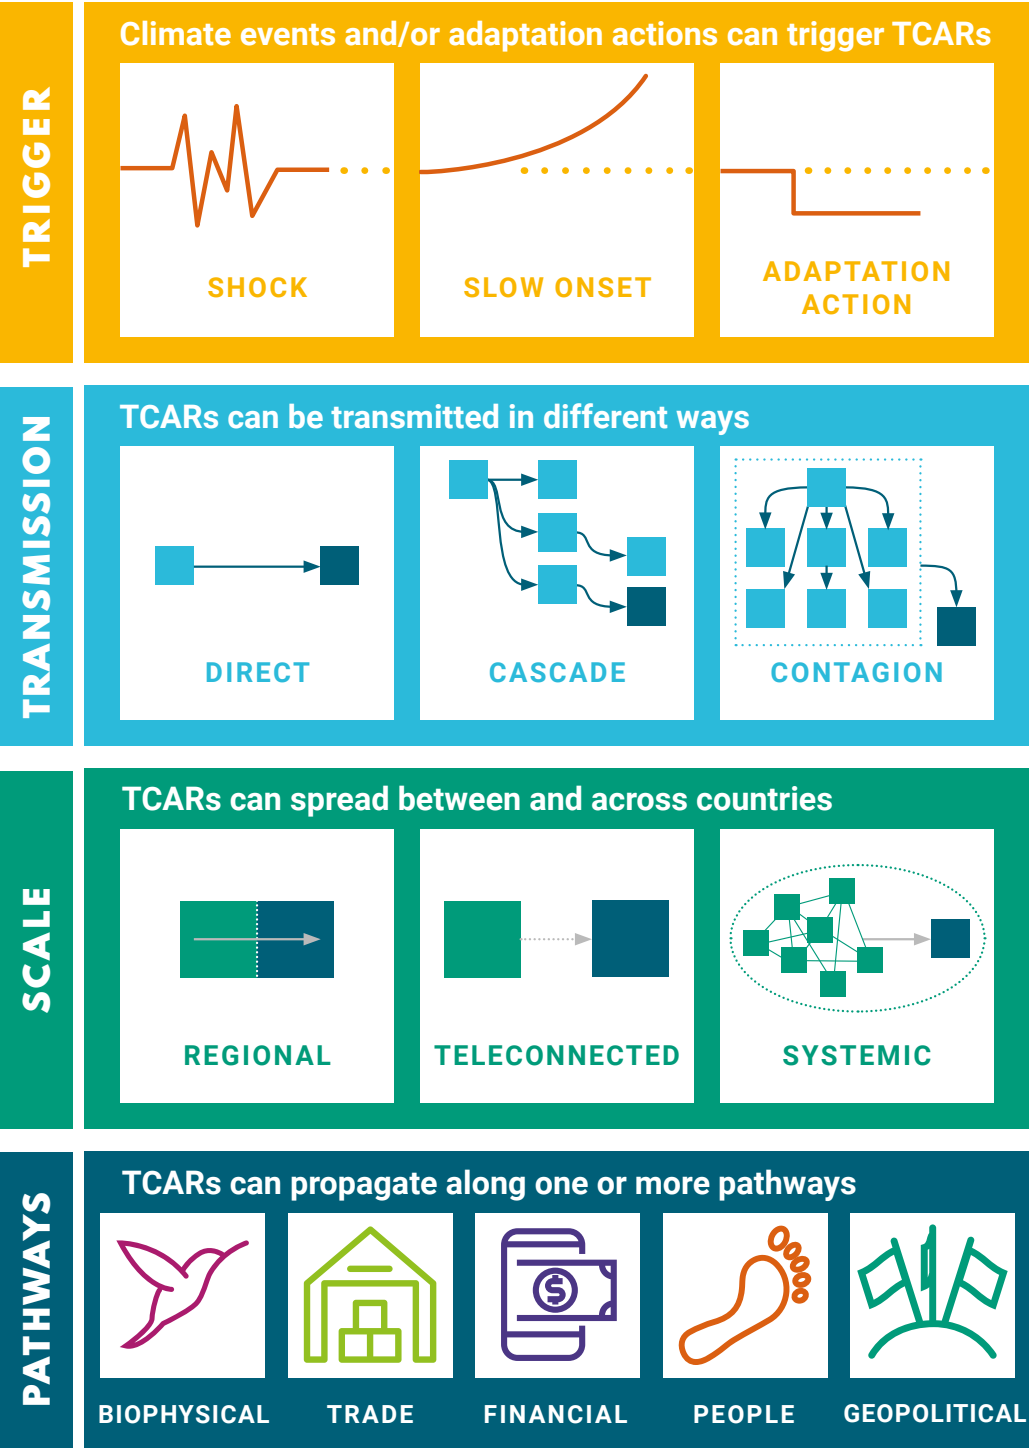 TRIGGER
Climate events and/or adaptation actions can trigger TCARs
SHOCK
SLOW ONSET
ADAPTATION
ACTION
TRANSMISSION
TCARs can be transmitted in different ways
DIRECT
CASCADE
CONTAGION
SCALE
TCARs can spread between and across countries
REGIONAL
TELECONNECTED
SYSTEMIC
PATHWAYS
TCARs can propagate along one or more pathways
$
BIOPHYSICAL
TRADE
FINANCIAL
PEOPLE
GEOPOLITICAL